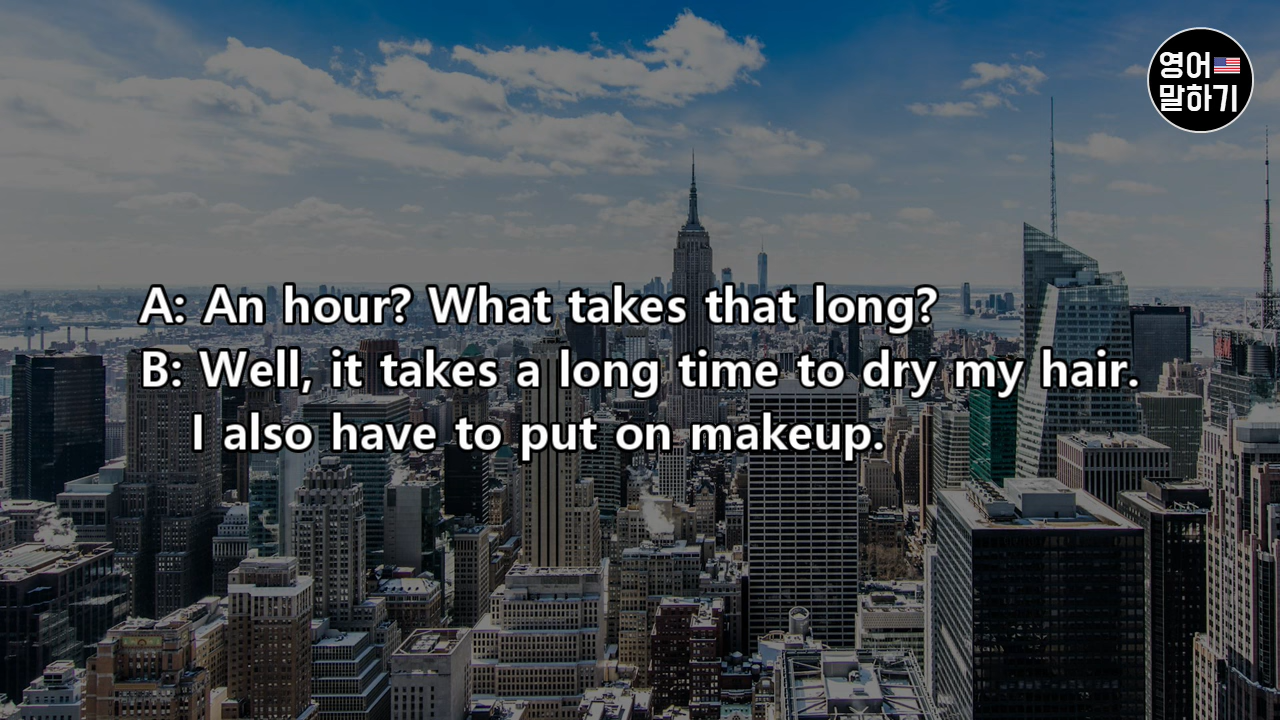 영어
말하기
A: An hour? What takes that long?
B: Well, it takes a long time to dry my hair.
I also have to put on makeup.